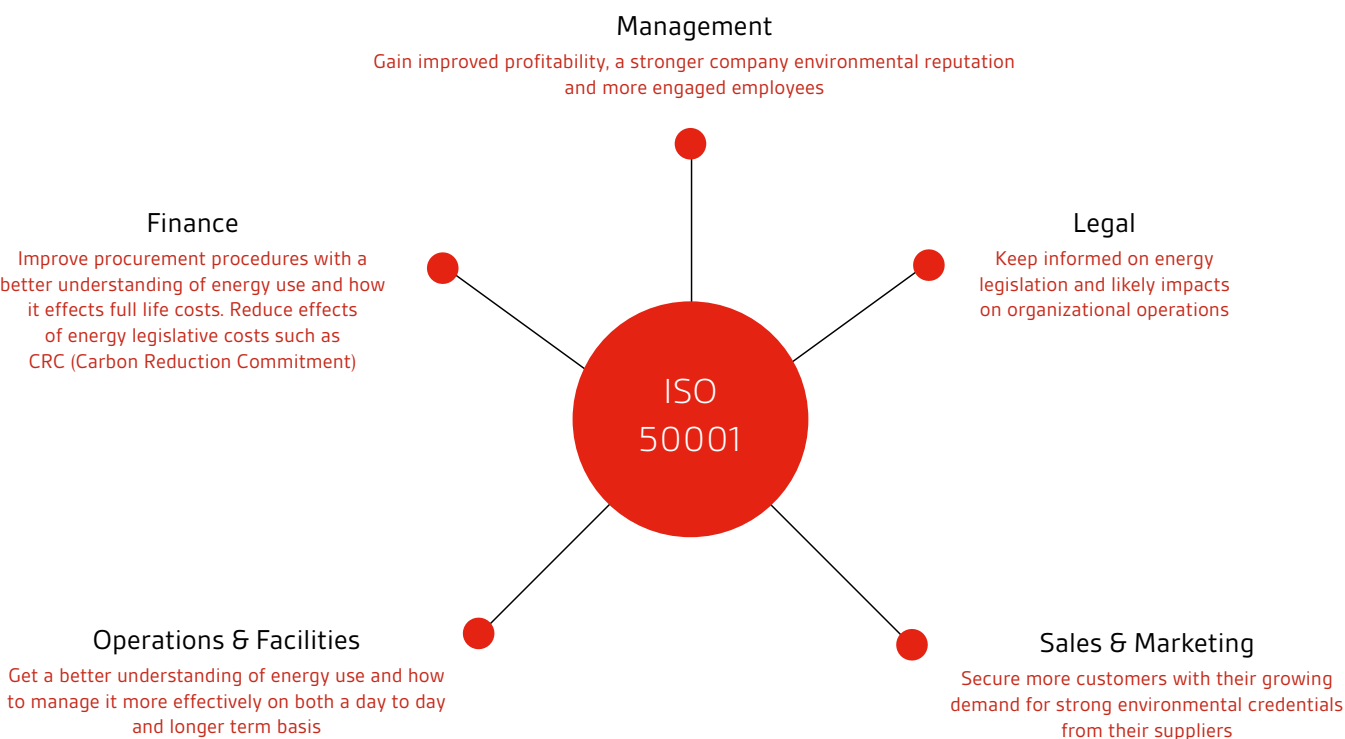 Management
Gain improved profitability, a stronger company environmental reputation
and more engaged employees
Finance
Improve procurement procedures with a
better understanding of energy use and how
it effects full life costs. Reduce effects
of energy legislative costs such as
CRC (Carbon Reduction Commitment)
Legal
Keep informed on energy
legislation and likely impacts
on organizational operations
ISO
50001
Operations & Facilities
Get a better understanding of energy use and how
to manage it more effectively on both a day to day
and longer term basis
Sales & Marketing
Secure more customers with their growing
demand for strong environmental credentials
from their suppliers